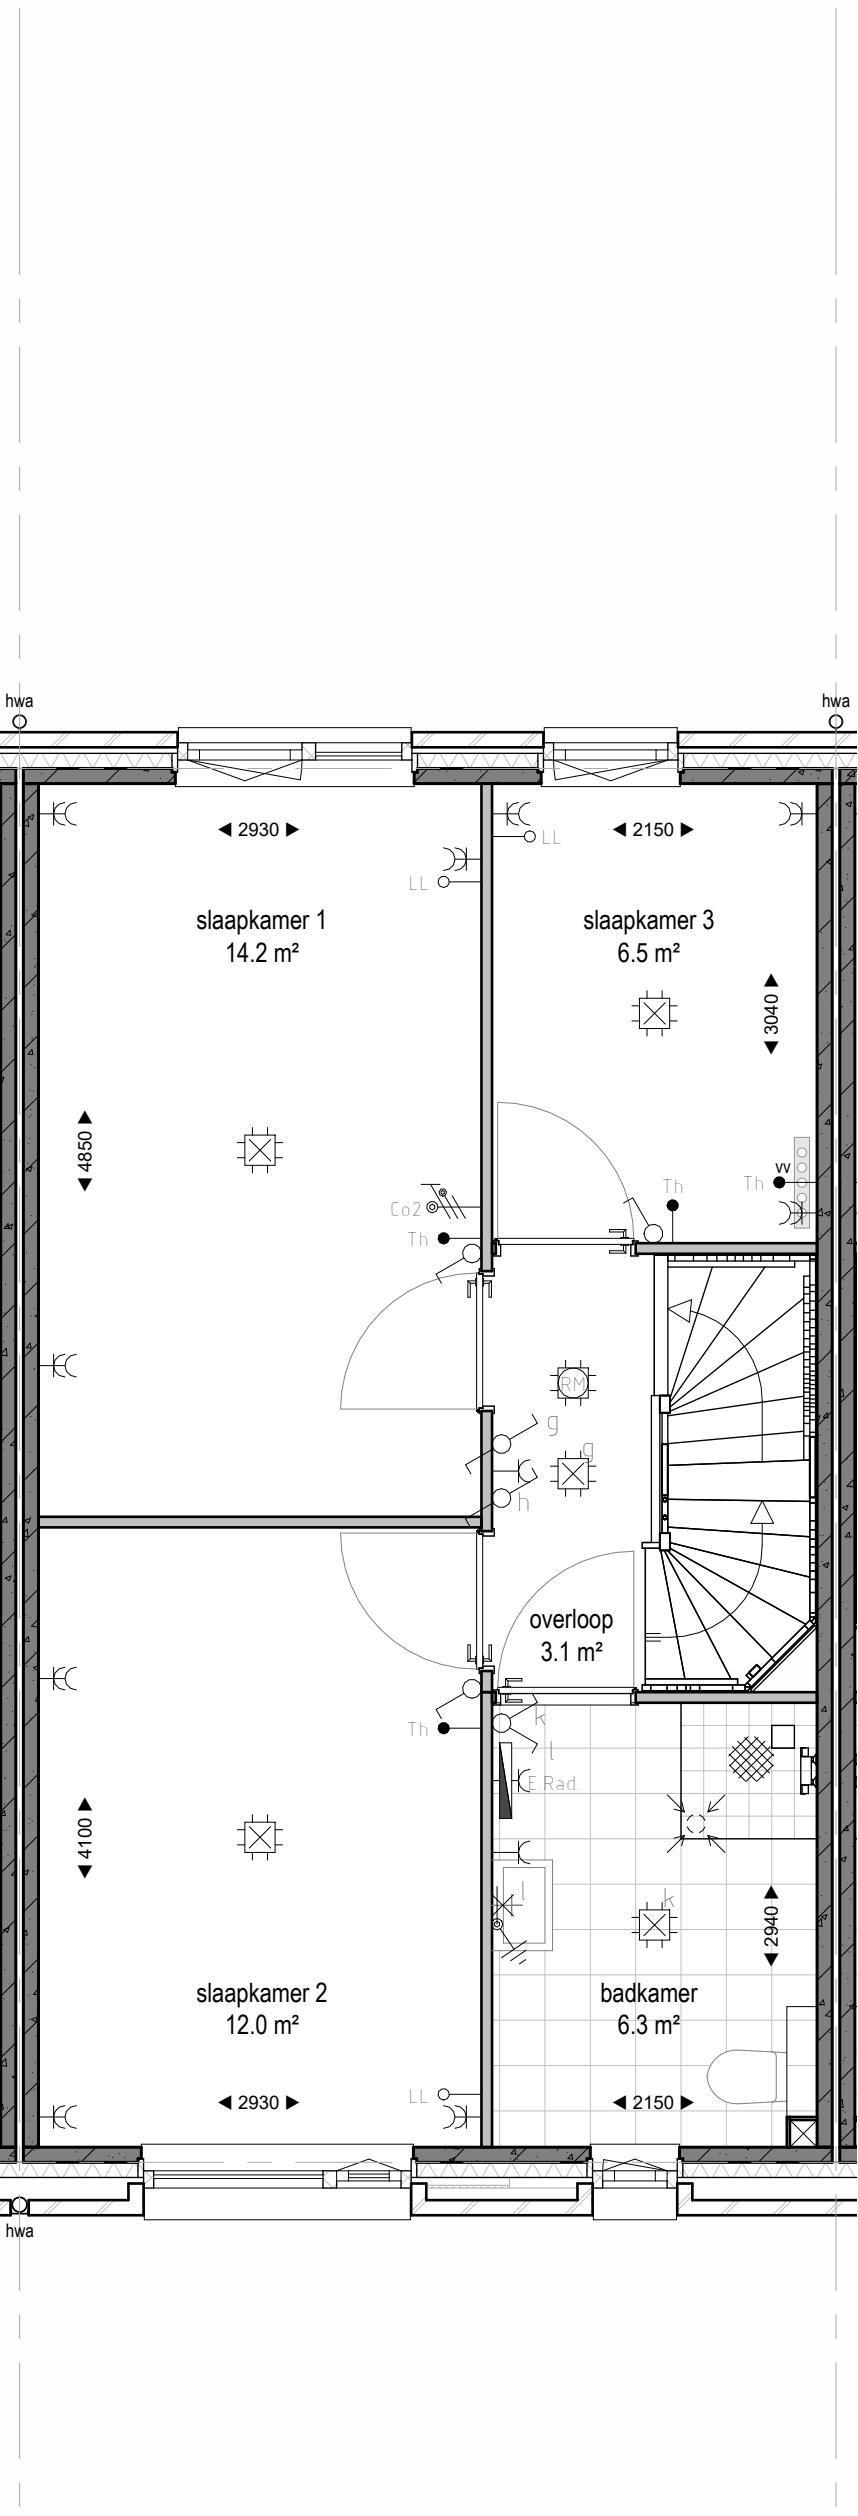 hwa
hwa
◀ 2930 ▶
◀ 2150 ▶
LL
LL
slaapkamer 1
14.2 m²
slaapkamer 3
6.5 m²
◀ 3040 ▶
◀ 4850 ▶
vv
Th
Th
Co2
Th
RM
g
g
h
overloop
3.1 m²
k
Th
l
E.Rad.
◀ 4100 ▶
l
k
◀ 2940 ▶
slaapkamer 2
12.0 m²
badkamer
6.3 m²
LL
◀ 2930 ▶
◀ 2150 ▶
hwa